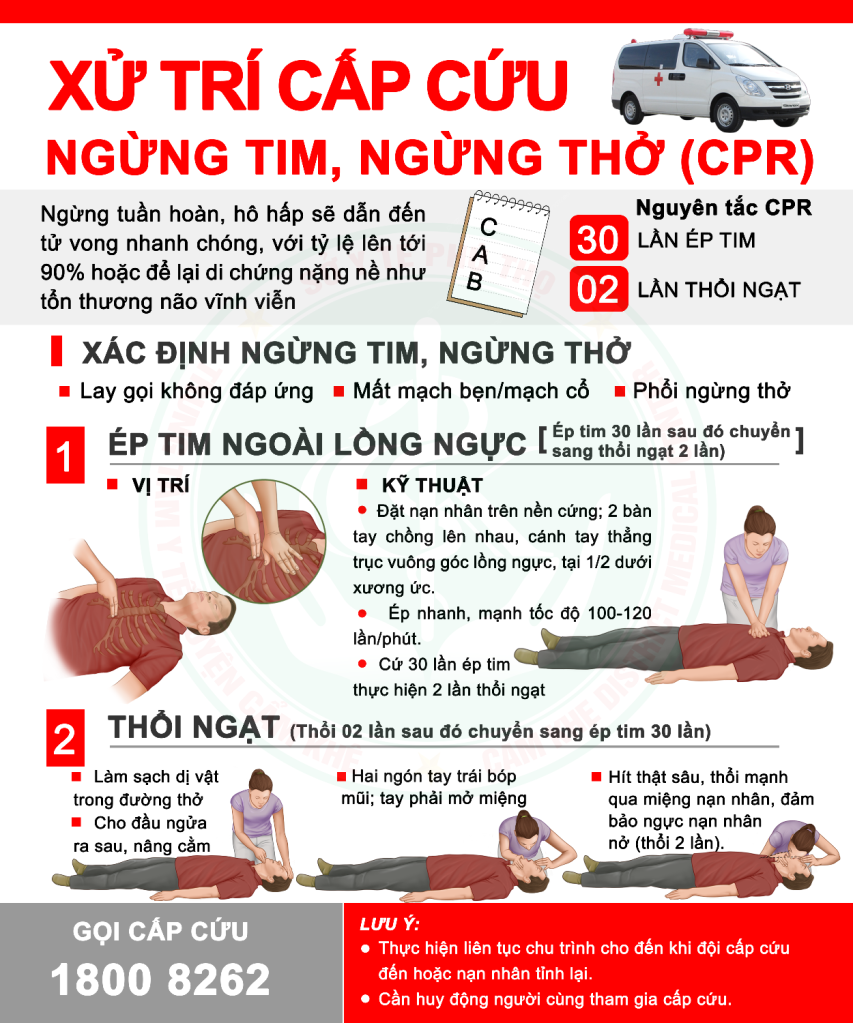 XỬ TRÍ CẤP CỨU
NGỪNG TIM, NGỪNG THỞ (CPR)
Ngừng tuần hoàn, hô hấp sẽ dẫn đến
tử vong nhanh chóng, với tỷ lệ lên tới
90% hoặc để lại di chứng nặng nề như
tổn thương não vĩnh viễn
C
A
B
Nguyên tắc CPR
30 LẦN ÉP TIM
02 LẦN THỔI NGẠT
XÁC ĐỊNH NGỪNG TIM, NGỪNG THỞ
Lay gọi không đáp ứng
Mất mạch bẹn/mạch cổ
Phổi ngừng thở
1 ÉP TIM NGOÀI LỒNG NGỰC
[Ép tim 30 lần sau đó chuyển
sang thổi ngạt 2 lần)]
VỊ TRÍ
KỸ THUẬT
• Đặt nạn nhân trên nền cứng; 2 bàn
tay chồng lên nhau, cánh tay thẳng
trục vuông góc lồng ngực, tại 1/2 dưới
xương ức.
• Ép nhanh, mạnh tốc độ 100-120
lần/phút.
• Cứ 30 lần ép tim
thực hiện 2 lần thổi ngạt
2 THỔI NGẠT (Thổi 02 lần sau đó chuyển sang ép tim 30 lần)
Làm sạch dị vật
trong đường thở
Cho đầu ngửa
ra sau, nâng cằm
Hai ngón tay trái bóp
mũi; tay phải mở miệng
Hít thật sâu, thổi mạnh
qua miệng nạn nhân, đảm
bảo ngực nạn nhân
nở (thổi 2 lần).
GỌI CẤP CỨU
1800 8262
LƯU Ý:
• Thực hiện liên tục chu trình cho đến khi đội cấp cứu
đến hoặc nạn nhân tỉnh lại.
• Cần huy động người cùng tham gia cấp cứu.